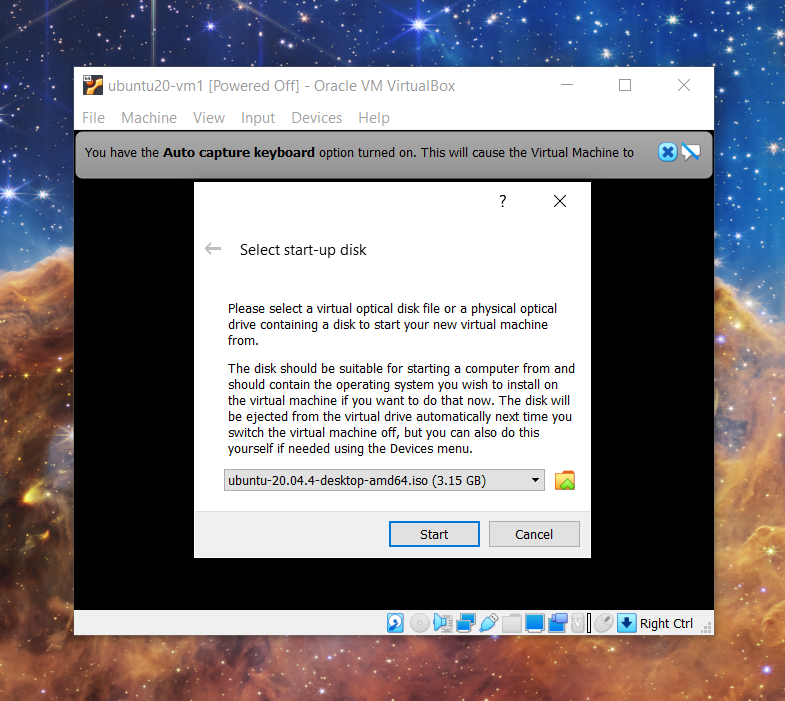 ubuntu20-vm1 [Powered Off] - Oracle VM VirtualBox
File Machine View Input Devices Help
You have the Auto capture keyboard option turned on. This will cause the Virtual Machine to
?
Select start-up disk
Please select a virtual optical disk file or a physical optical
drive containing a disk to start your new virtual machine
from.
The disk should be suitable for starting a computer from and
should contain the operating system you wish to install on
the virtual machine if you want to do that now. The disk will
be ejected from the virtual drive automatically next time you
switch the virtual machine off, but you can also do this
yourself if needed using the Devices menu.
ubuntu-20.04.4-desktop-amd64.iso (3.15 GB)
Start Cancel
Right Ctrl